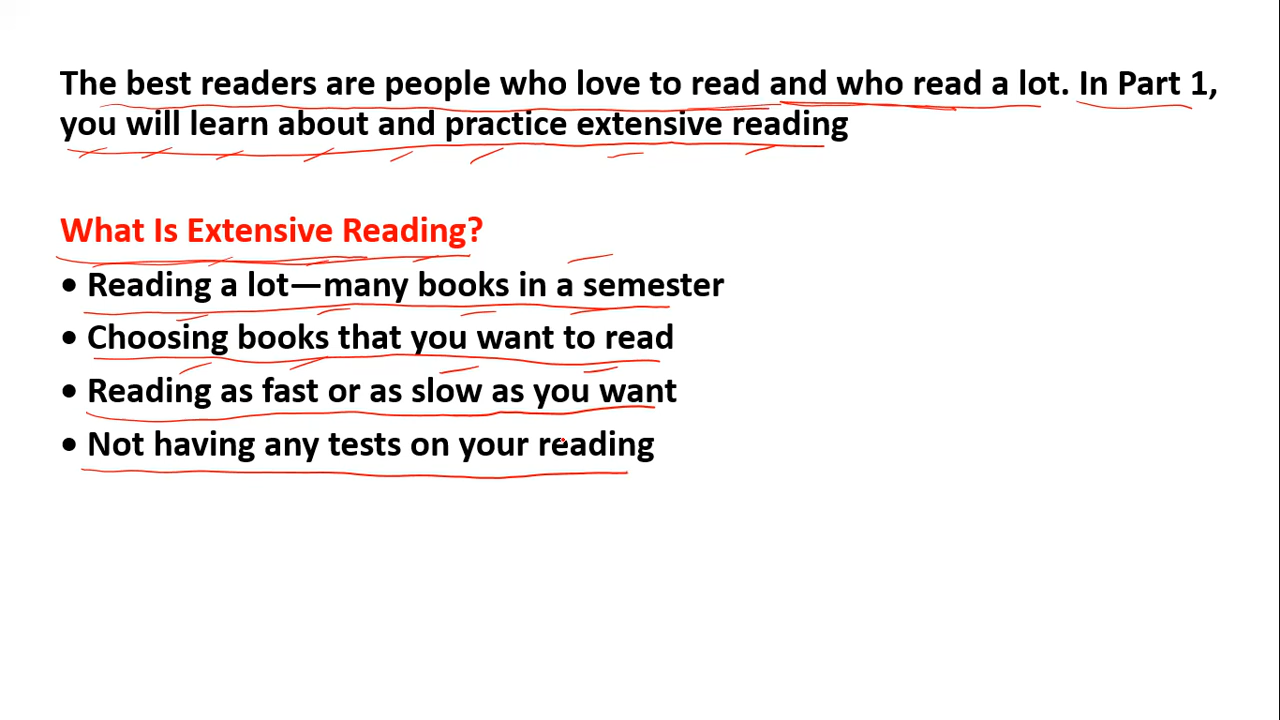 The best readers are people who love to read and who read a lot. In Part 1,
you will learn about and practice extensive reading
What Is Extensive Reading?
• Reading a lot—many books in a semester
• Choosing books that you want to read
• Reading as fast or as slow as you want
• Not having any tests on your reading